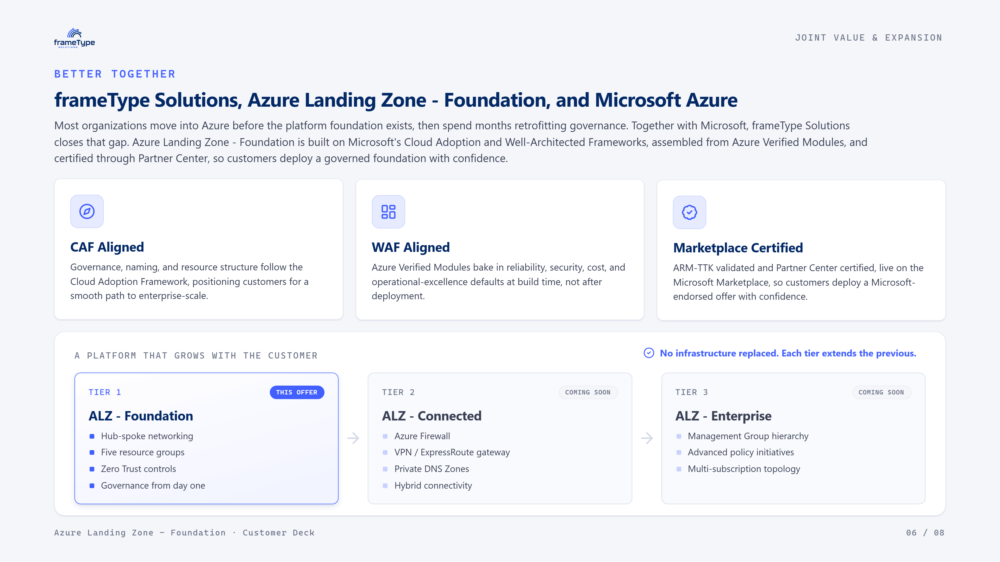 frameType
SOLUTIONS
JOINT VALUE & EXPANSION
BETTER TOGETHER
frameType Solutions, Azure Landing Zone - Foundation, and Microsoft Azure
Most organizations move into Azure before the platform foundation exists, then spend months retrofitting governance. Together with Microsoft, frameType Solutions
closes that gap. Azure Landing Zone - Foundation is built on Microsoft's Cloud Adoption and Well-Architected Frameworks, assembled from Azure Verified Modules, and
certified through Partner Center, so customers deploy a governed foundation with confidence.
CAF Aligned
Governance, naming, and resource structure follow the
Cloud Adoption Framework, positioning customers for a
smooth path to enterprise-scale.
WAF Aligned
Azure Verified Modules bake in reliability, security, cost, and
operational-excellence defaults at build time, not after
deployment.
Marketplace Certified
ARM-TTK validated and Partner Center certified, live on the
Microsoft Marketplace, so customers deploy a Microsoft-
endorsed offer with confidence.
A PLATFORM THAT GROWS WITH THE CUSTOMER
No infrastructure replaced. Each tier extends the previous.
TIER 1
THIS OFFER
ALZ - Foundation
Hub-spoke networking
Five resource groups
Zero Trust controls
Governance from day one
TIER 2
COMING SOON
ALZ - Connected
Azure Firewall
VPN / ExpressRoute gateway
Private DNS Zones
Hybrid connectivity
TIER 3
COMING SOON
ALZ - Enterprise
Management Group hierarchy
Advanced policy initiatives
Multi-subscription topology
Azure Landing Zone – Foundation · Customer Deck
06 / 08